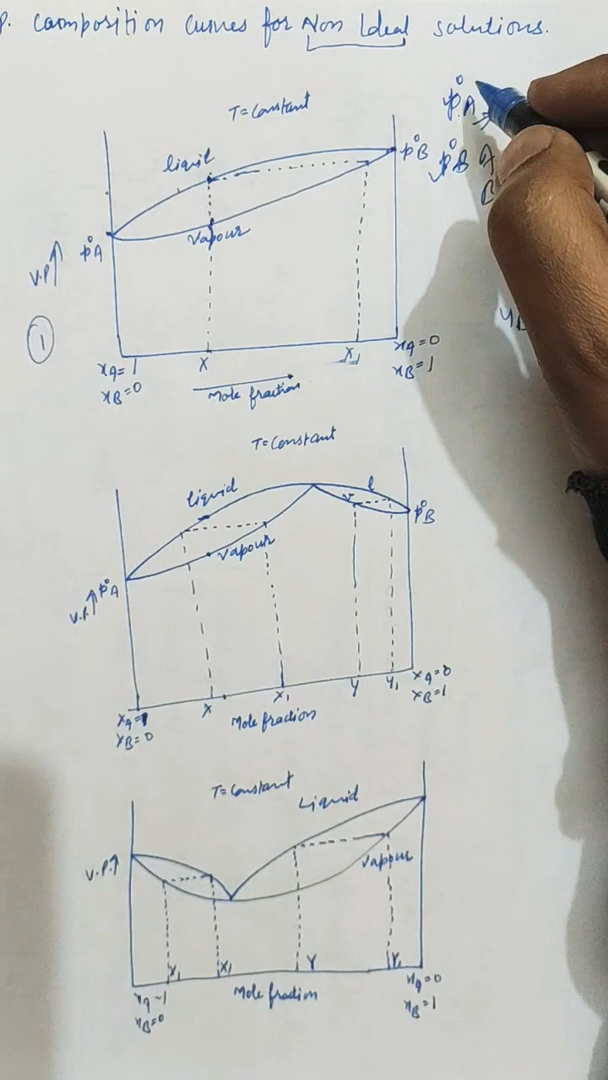 P. composition curves for Non Ideal solutions.
T=Constant
p°A
p°B
A
B
liquid
p°B
vapour
p°A
V.P↑
1
xA=1
xB=0
X
X1
xA=0
xB=1
Mole fraction
T=Constant
liquid
v
l
p°B
vapour
V.P.↑ p°A
xA=1
xB=0
X
X1
Y
Y1
xA=0
xB=1
Mole fraction
T=Constant
Liquid
V.P.↑
vapour
X1
X1
Y
Y1
xA=1
xB=0
Mole fraction
xA=0
xB=1